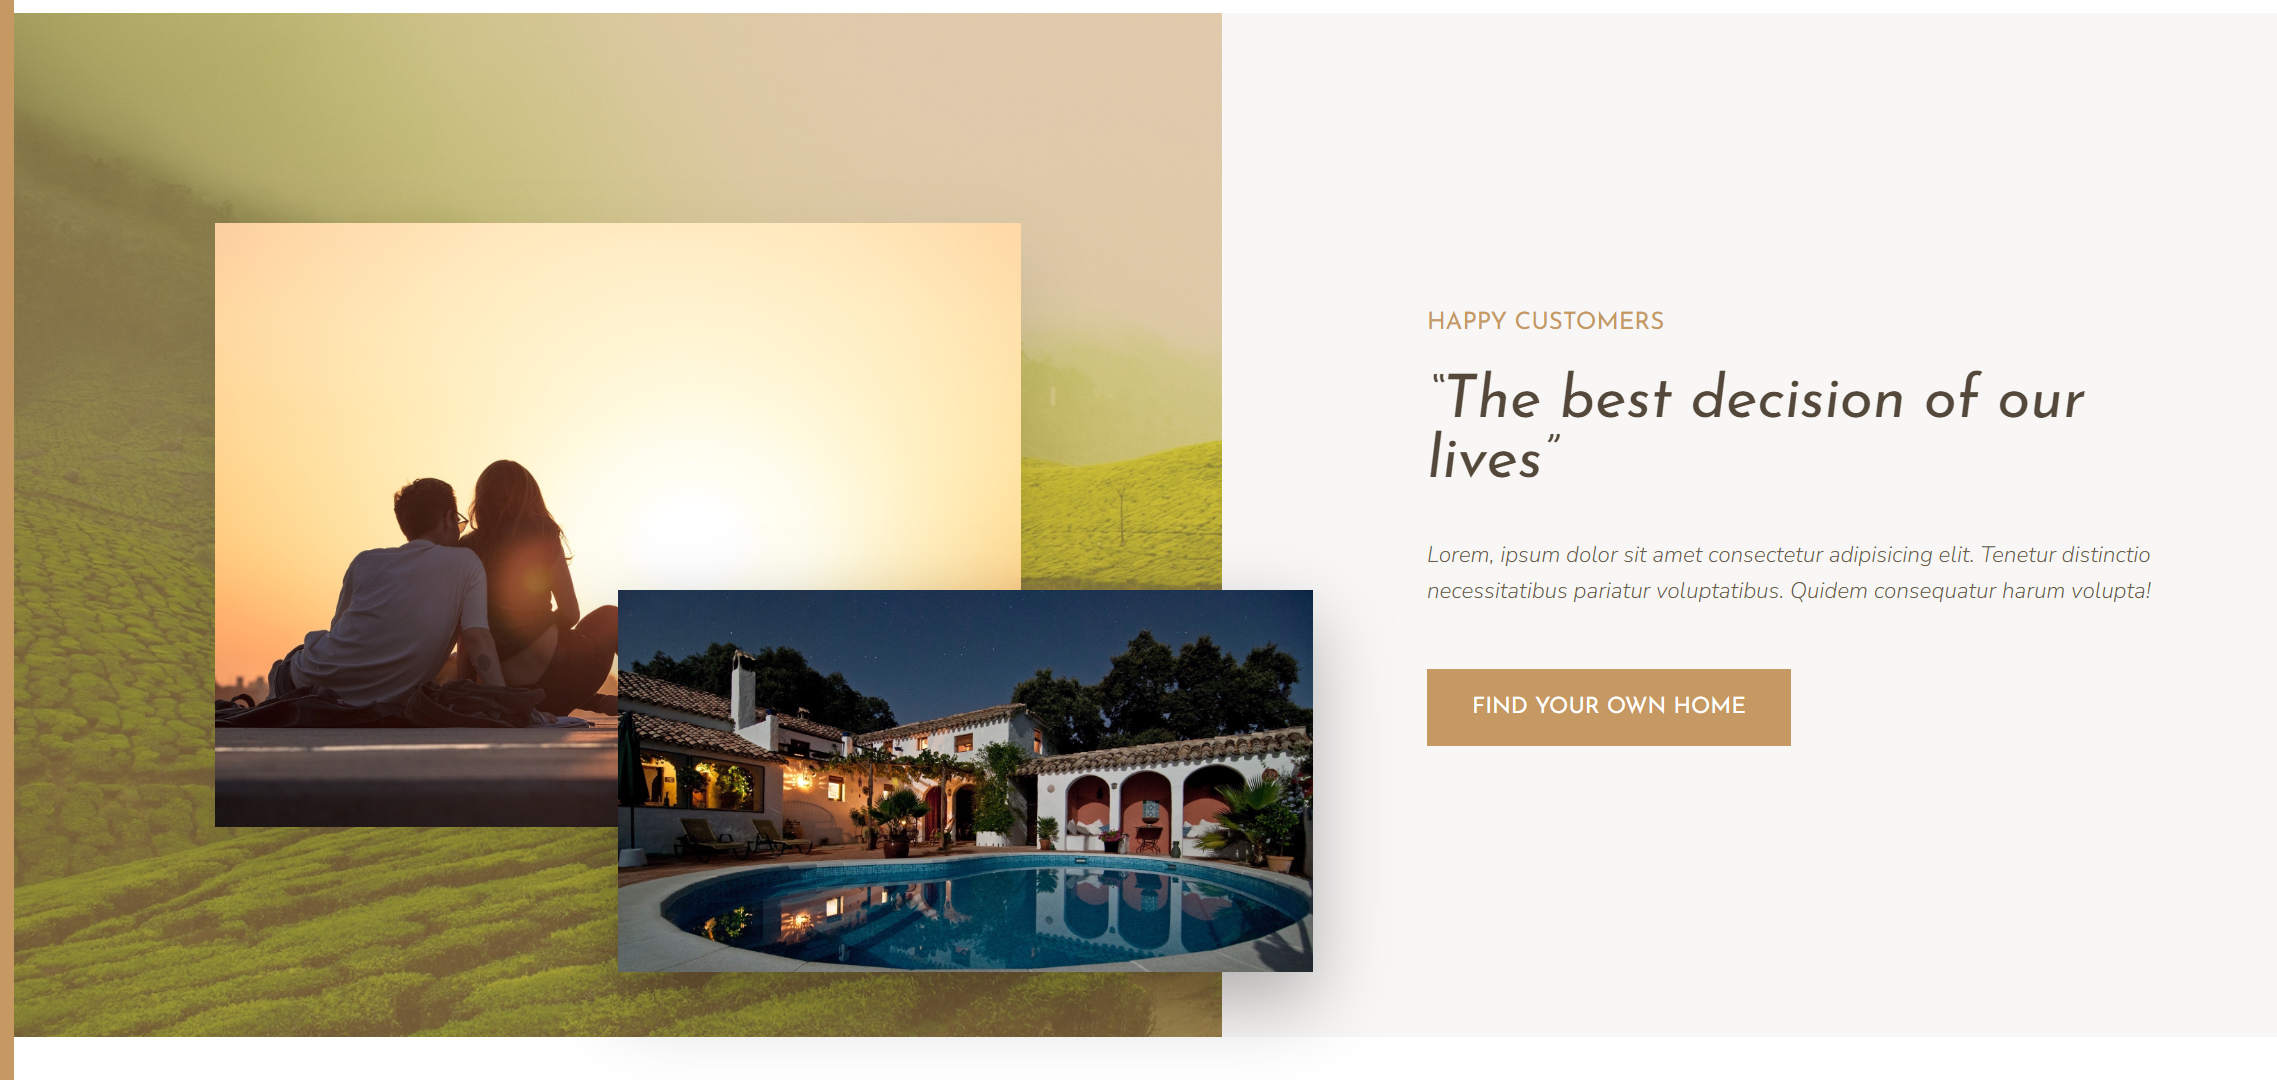 HAPPY CUSTOMERS
“The best decision of our
lives”
Lorem, ipsum dolor sit amet consectetur adipisicing elit. Tenetur distinctio
necessitatibus pariatur voluptatibus. Quidem consequatur harum volupta!
FIND YOUR OWN HOME